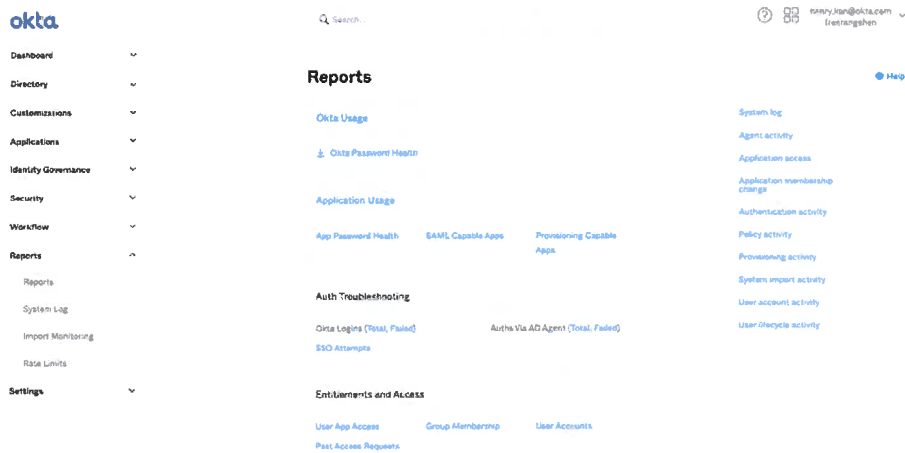 okta
Search...
Dashboard
Directory
Customizations
Applications
Identity Governance
Security
Workflow
Reports
Reports
System Log
Import Monitoring
Rate Limits
Settings
Reports
Help
Okta Usage
Okta Password Health
Application Usage
App Password Health
SAML Capable Apps
Provisioning Capable
Apps
Auth Troubleshooting
Okta Logins (Total, Failed)
Auths Via AD Agent (Total, Failed)
SSO Attempts
Entitlements and Access
User App Access
Group Membership
User Accounts
Past Access Requests
System log
Agent activity
Application access
Application membership
change
Authentication activity
Policy activity
Provisioning activity
System import activity
User account activity
User lifecycle activity